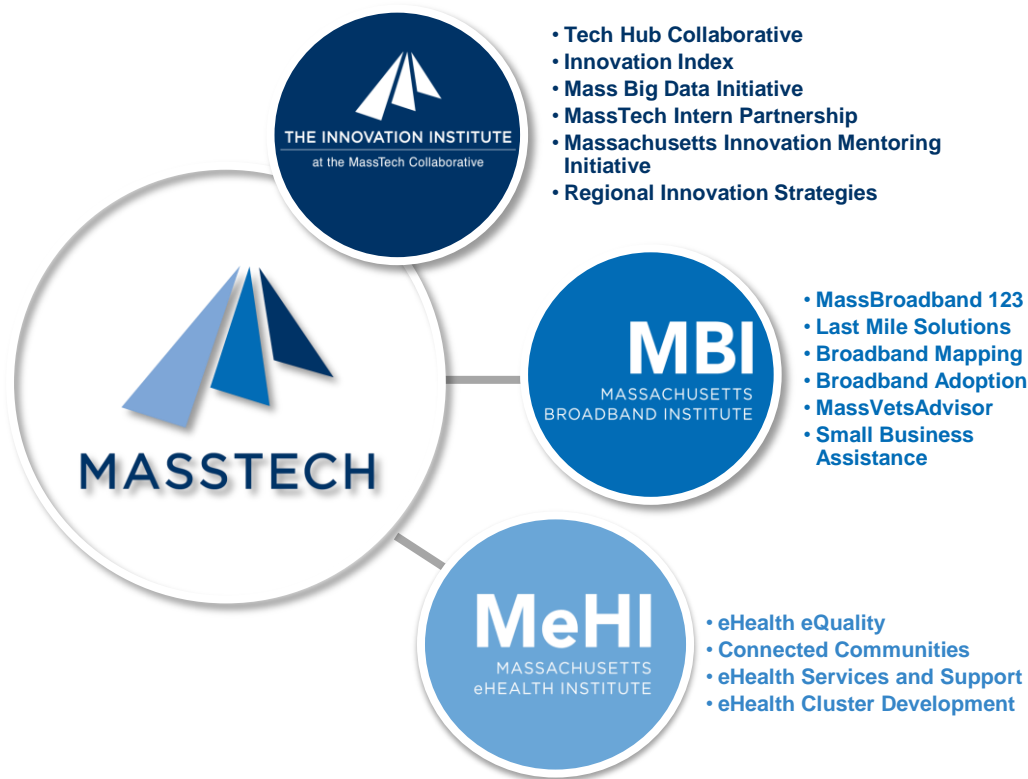 THE INNOVATION INSTITUTE
at the MassTech Collaborative
• Tech Hub Collaborative
• Innovation Index
• Mass Big Data Initiative
• MassTech Intern Partnership
• Massachusetts Innovation Mentoring
Initiative
• Regional Innovation Strategies
MASSTECH
MBI
MASSACHUSETTS
BROADBAND INSTITUTE
• MassBroadband 123
• Last Mile Solutions
• Broadband Mapping
• Broadband Adoption
• MassVetsAdvisor
• Small Business
Assistance
MeHI
MASSACHUSETTS
eHEALTH INSTITUTE
• eHealth eQuality
• Connected Communities
• eHealth Services and Support
• eHealth Cluster Development